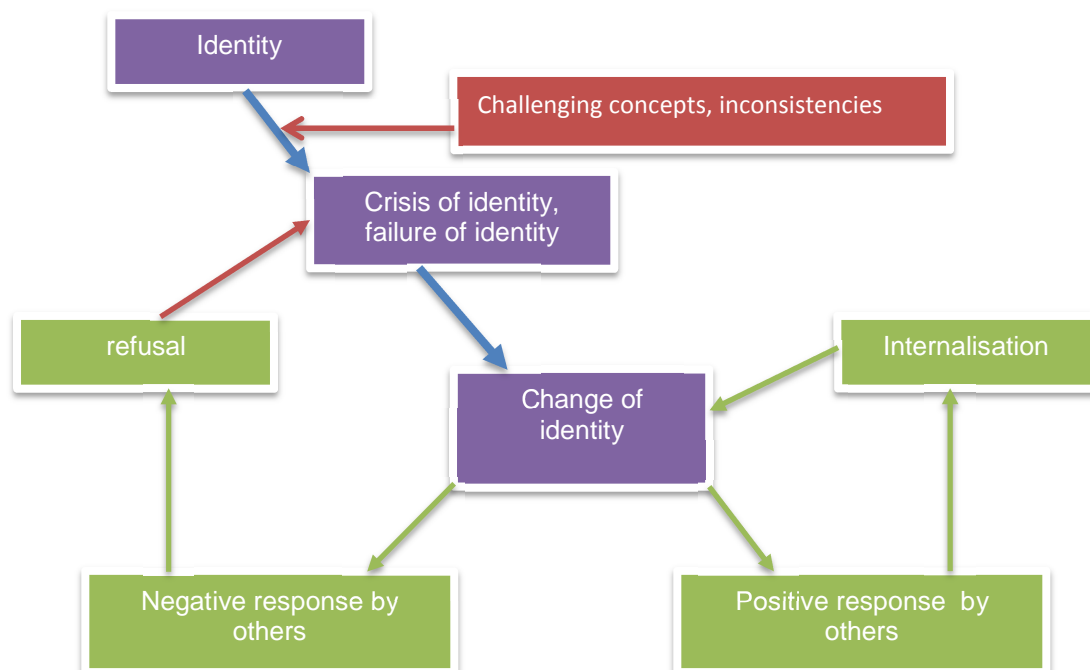 Identity
Challenging concepts, inconsistencies
Crisis of identity,
failure of identity
refusal
Internalisation
Change of
identity
Negative response by
others
Positive response  by
others